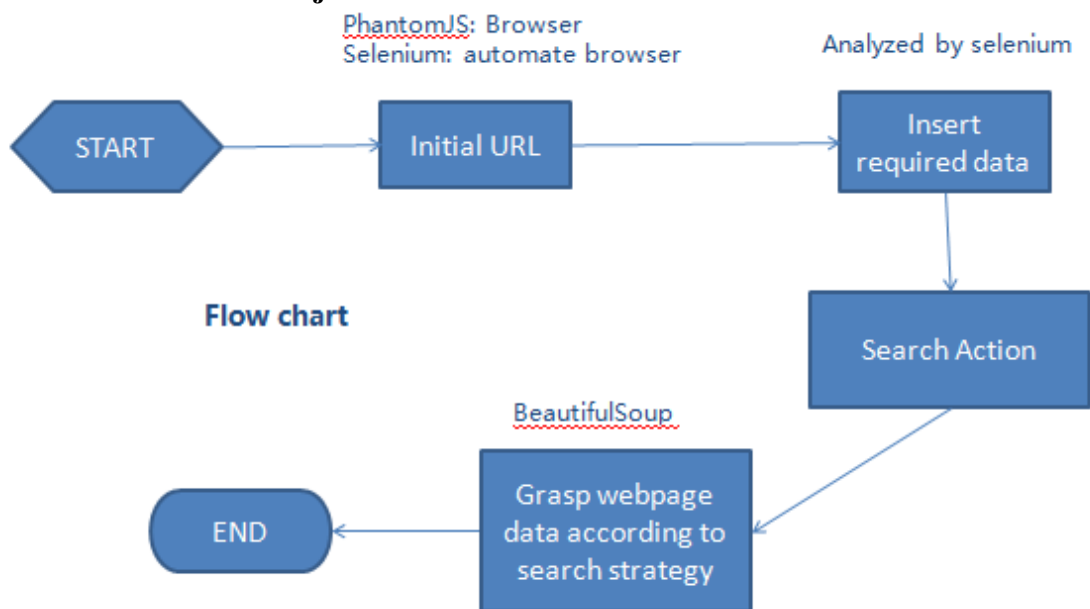 PhantomJS: Browser
Selenium: automate browser
Analyzed by selenium
START
Initial URL
Insert
required data
Flow chart
Search Action
BeautifulSoup
Grasp webpage
data according to
search strategy
END